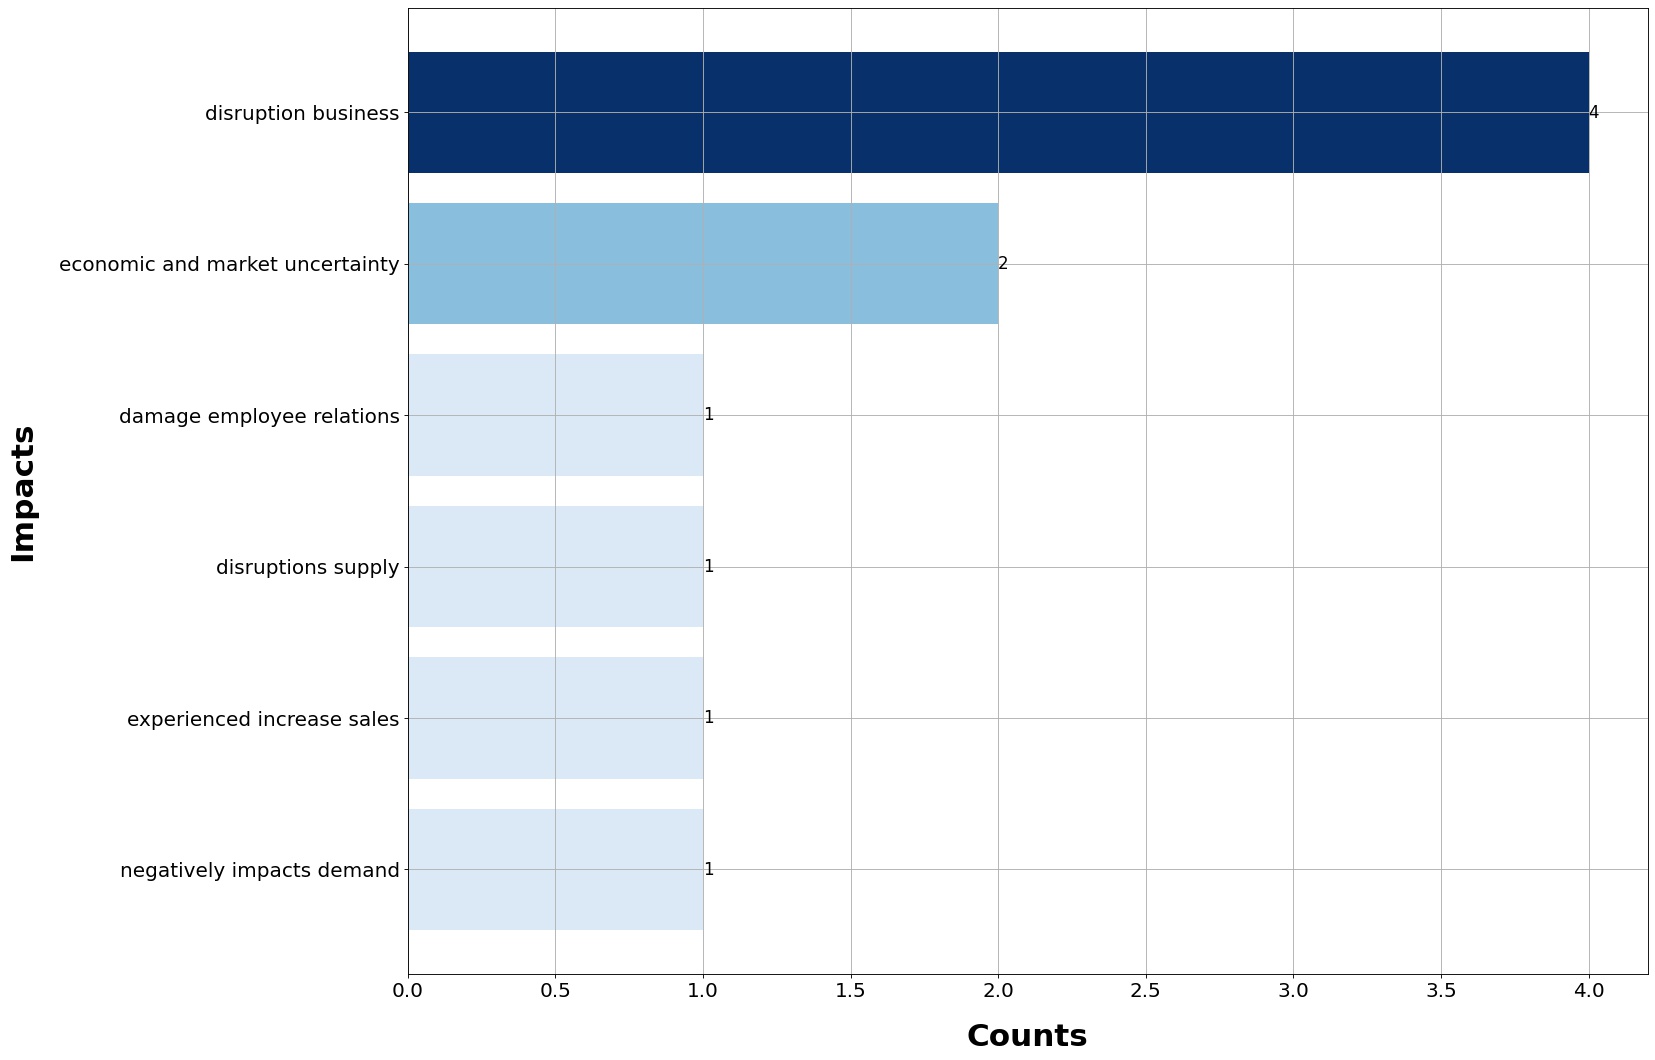 disruption business
4
economic and market uncertainty
2
damage employee relations
1
disruptions supply
1
experienced increase sales
1
negatively impacts demand
1
Impacts
0.0 0.5 1.0 1.5 2.0 2.5 3.0 3.5 4.0
Counts